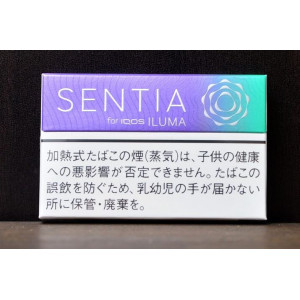 SENTIA
for IQOS ILUMA
加熱式たばこの煙(蒸気)は、子供の健康
への悪影響が否定できません。たばこの
誤飲を防ぐため、乳幼児の手が届かない
所に保管・廃棄を。